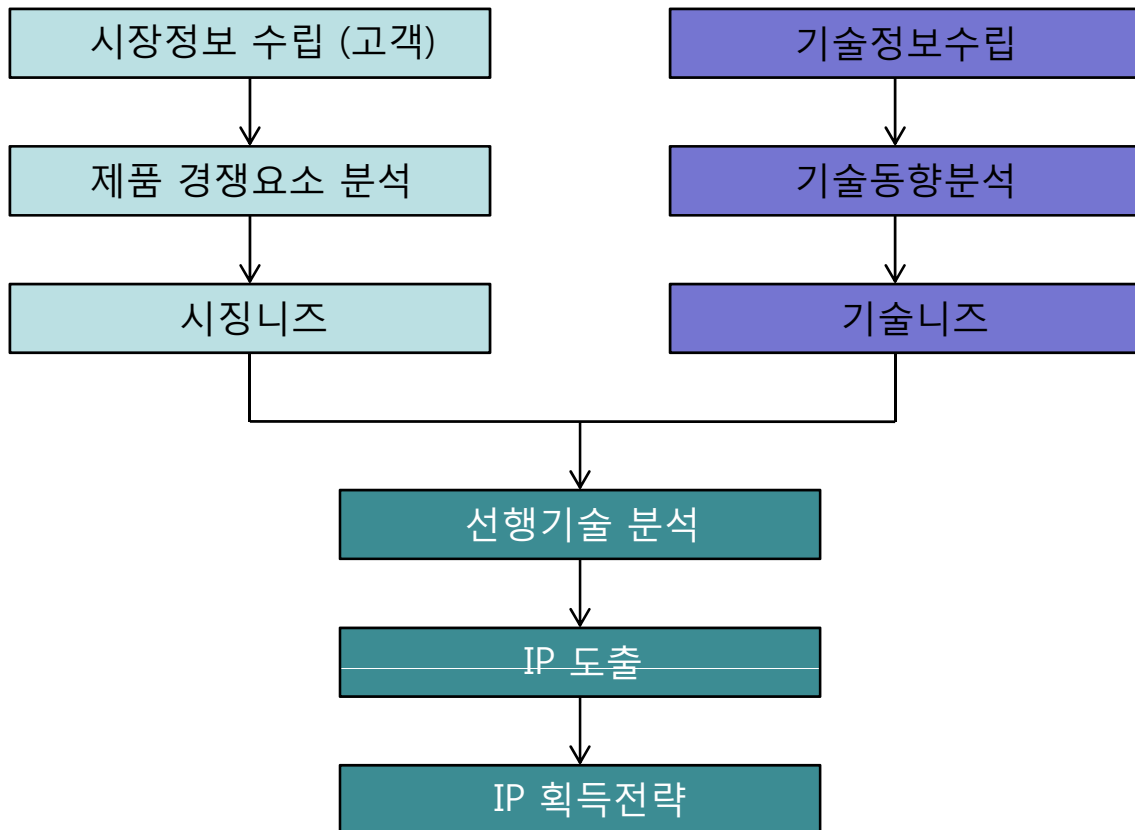 시장정보 수립 (고객)
기술정보수립
제품 경쟁요소 분석
기술동향분석
시징니즈
기술니즈
선행기술 분석
IP 도출
IP 획득전략